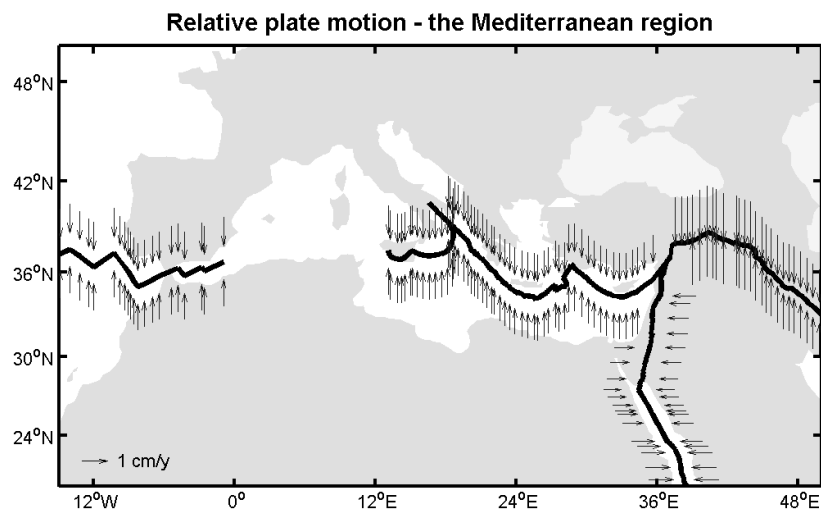 Relative plate motion - the Mediterranean region
48°N
42°N
36°N
30°N
24°N
1 cm/y
12°W 0° 12°E 24°E 36°E 48°E